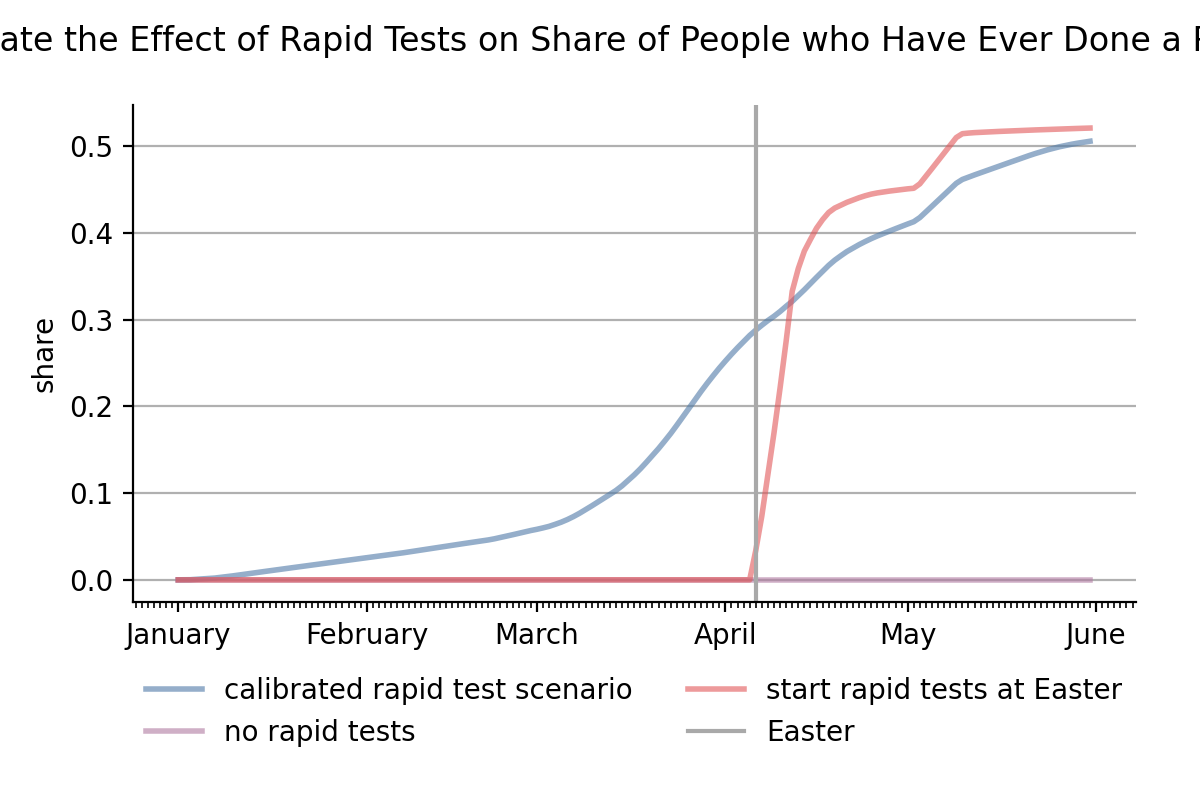 ate the Effect of Rapid Tests on Share of People who Have Ever Done a
share
0.5
0.4
0.3
0.2
0.1
0.0
January February March April May June
calibrated rapid test scenario start rapid tests at Easter
no rapid tests Easter